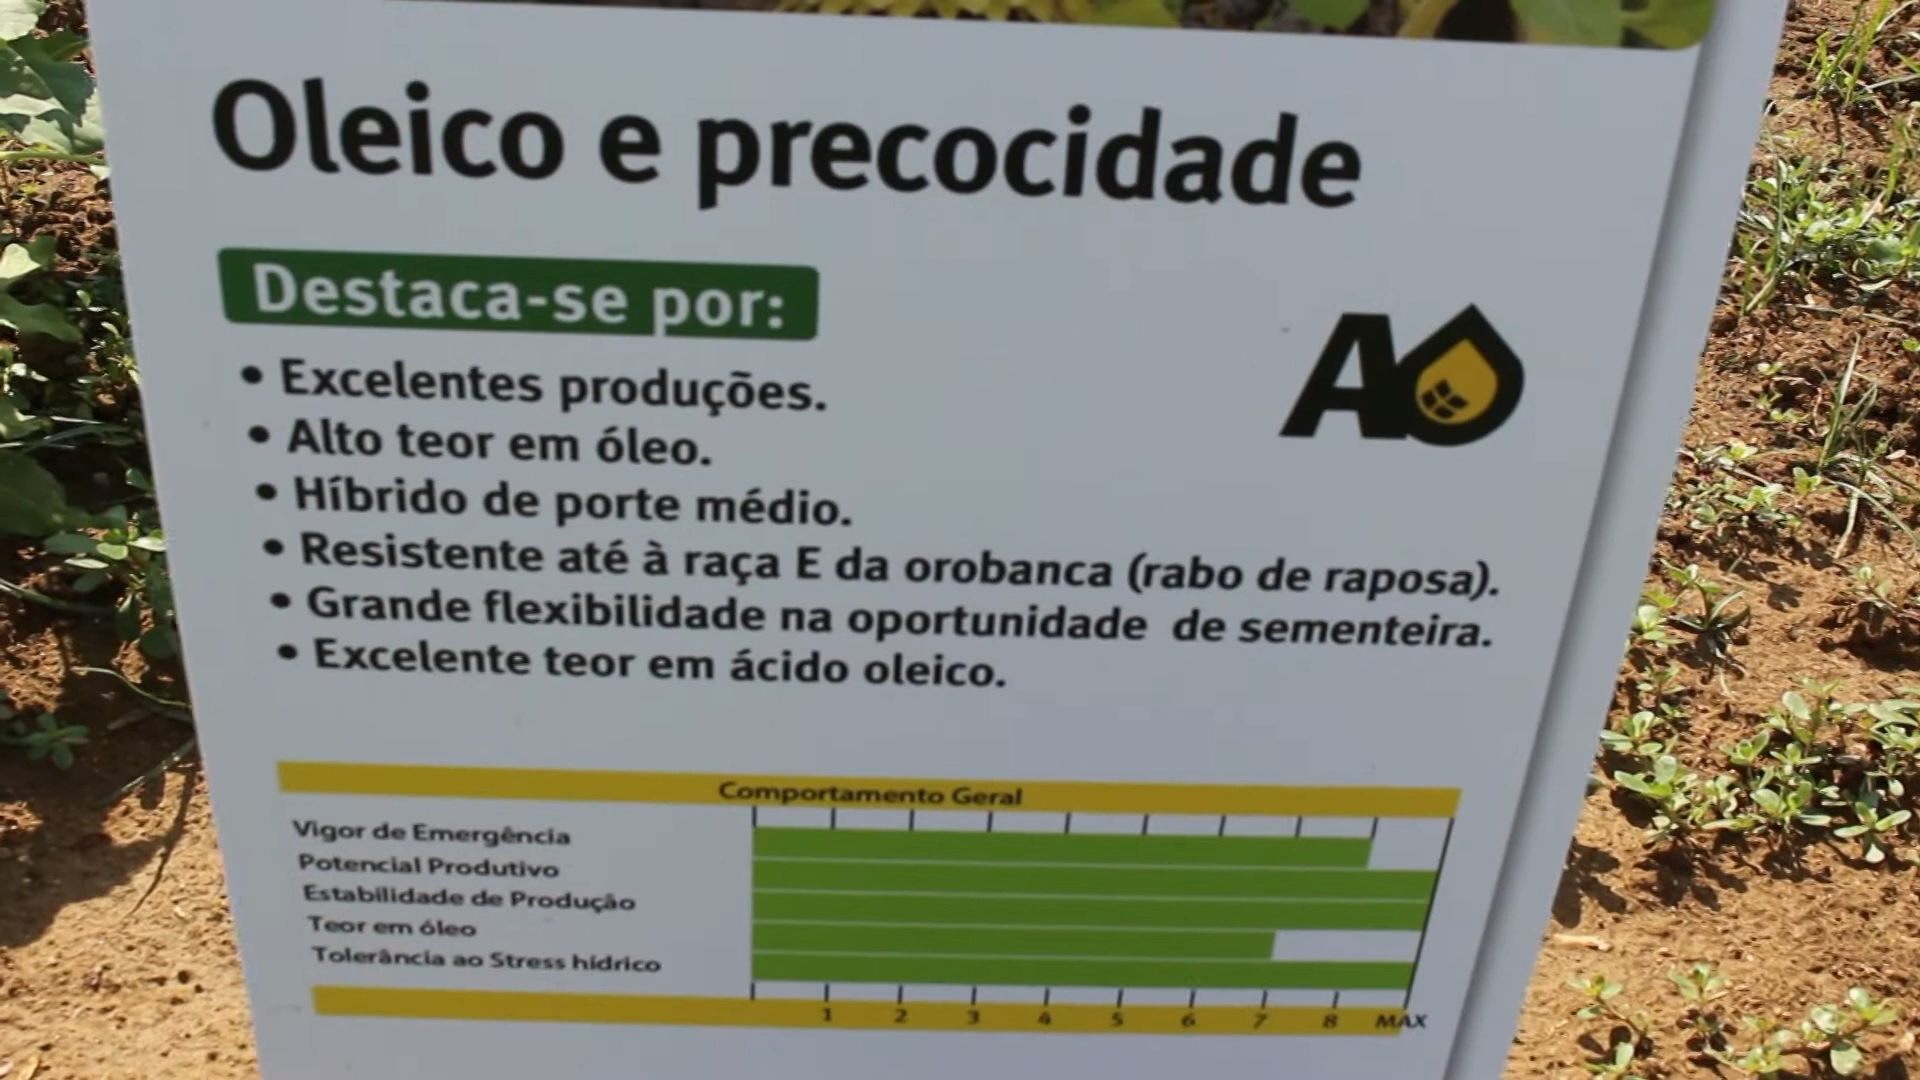 Oleico e precocidade
Destaca-se por:
• Excelentes produções.
• Alto teor em óleo.
• Híbrido de porte médio.
• Resistente até à raça E da orobanca (rabo de raposa).
• Grande flexibilidade na oportunidade de sementeira.
• Excelente teor em ácido oleico.
AO
Comportamento Geral
Vigor de Emergência
Potencial Produtivo
Estabilidade de Produção
Teor em óleo
Tolerância ao Stress hídrico
1 2 3 4 5 6 7 8 MAX